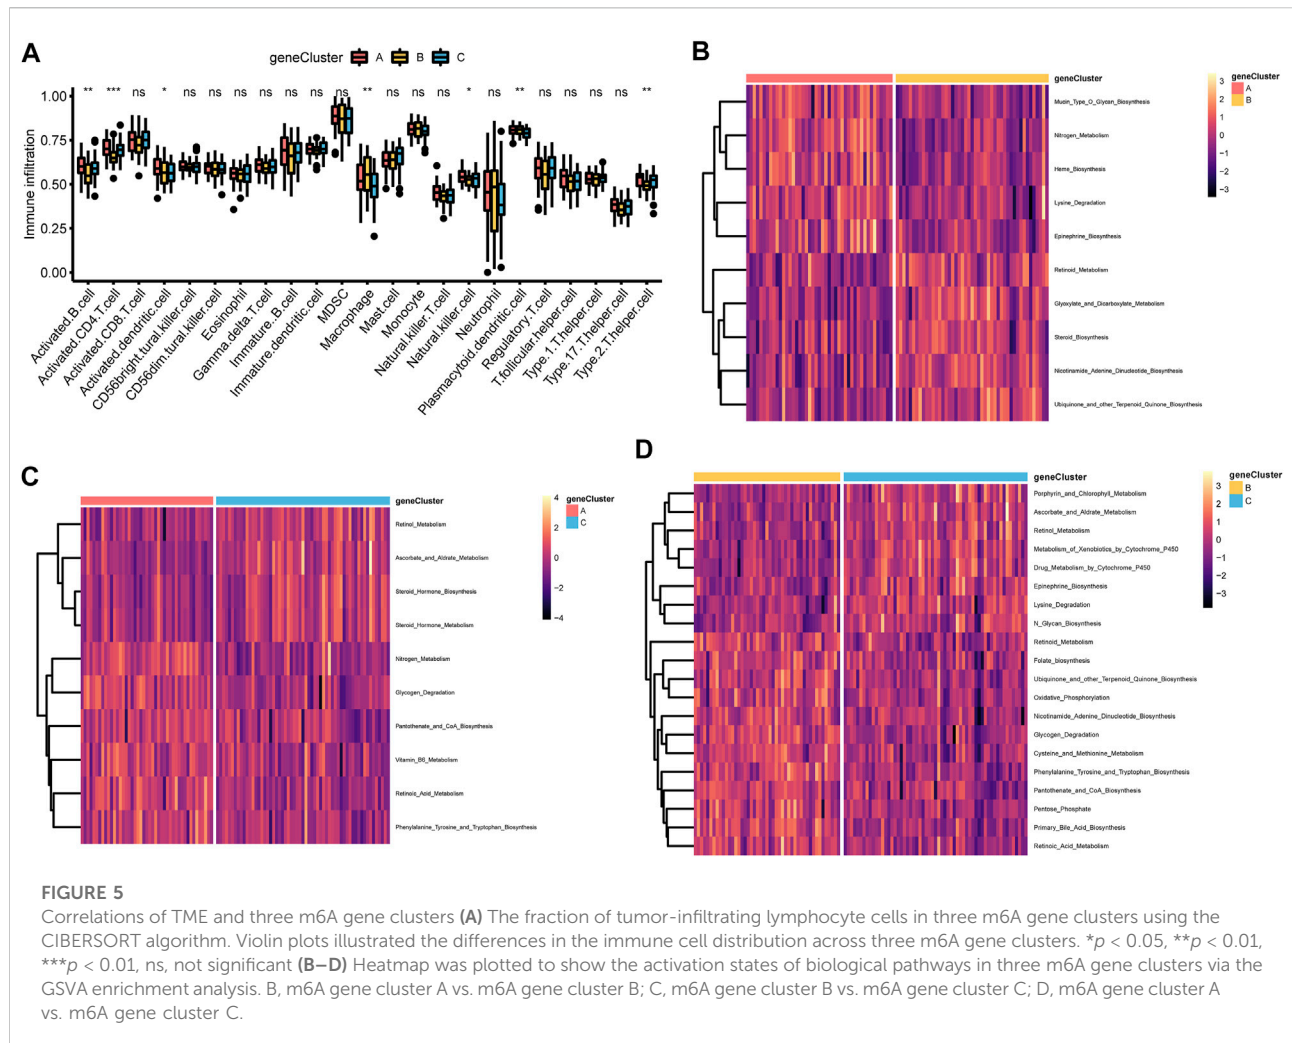 A
geneCluster A B C
** *** ns * ns ns ns ns ns ns ns ** ns ns ns * ns ** ns ns ns ns **
Immune infiltration
1.00
0.75
0.50
0.25
0.00
Activated.B.cell
Activated.CD4.T.cell
Activated.CD8.T.cell
Activated.dendritic.cell
CD56bright.tural.killer.cell
CD56dim.tural.killer.cell
Eosinophil
Gamma.delta.T.cell
Immature..B.cell
Immature.dendritic.cell
MDSC
Macrophage
Mast.cell
Monocyte
Natural.killer.T.cell
Natural.killer.cell
Neutrophil
Plasmacytoid.dendritic.cell
Regulatory.T.cell
T.follicular.helper.cell
Type.1.T.helper.cell
Type.17.T.helper.cell
Type.2.T.helper.cell
B
geneCluster
Mucin_Type_O_Glycan_Biosynthesis
Nitrogen_Metabolism
Heme_Biosynthesis
Lysine_Degradation
Epinephrine_Biosynthesis
Retinoid_Metabolism
Glyoxylate_and_Dicarboxylate_Metabolism
Steroid_Biosynthesis
Nicotinamide_Adenine_Dinucleotide_Biosynthesis
Ubiquinone_and_other_Terpenoid_Quinone_Biosynthesis
3
2
1
0
−1
−2
−3
geneCluster
A
B
C
geneCluster
Retinol_Metabolism
Ascorbate_and_Aldrate_Metabolism
Steroid_Hormone_Biosynthesis
Steroid_Hormone_Metabolism
Nitrogen_Metabolism
Glycogen_Degradation
Pantothenate_and_CoA_Biosynthesis
Vitamin_B6_Metabolism
Retinoic_Acid_Metabolism
Phenylalanine_Tyrosine_and_Tryptophan_Biosynthesis
4
2
0
−2
−4
geneCluster
A
C
D
geneCluster
Porphyrin_and_Chlorophyll_Metabolism
Ascorbate_and_Aldrate_Metabolism
Retinol_Metabolism
Metabolism_of_Xenobiotics_by_Cytochrome_P450
Drug_Metabolism_by_Cytochrome_P450
Epinephrine_Biosynthesis
Lysine_Degradation
N_Glycan_Biosynthesis
Retinoid_Metabolism
Folate_biosynthesis
Ubiquinone_and_other_Terpenoid_Quinone_Biosynthesis
Oxidative_Phosphorylation
Nicotinamide_Adenine_Dinucleotide_Biosynthesis
Glycogen_Degradation
Cysteine_and_Methionine_Metabolism
Phenylalanine_Tyrosine_and_Tryptophan_Biosynthesis
Pantothenate_and_CoA_Biosynthesis
Pentose_Phosphate
Primary_Bile_Acid_Biosynthesis
Retinoic_Acid_Metabolism
3
2
1
0
−1
−2
−3
geneCluster
B
C
FIGURE 5
Correlations of TME and three m6A gene clusters (A) The fraction of tumor-infiltrating lymphocyte cells in three m6A gene clusters using the
CIBERSORT algorithm. Violin plots illustrated the differences in the immune cell distribution across three m6A gene clusters. *p < 0.05, **p < 0.01,
***p < 0.01, ns, not significant (B–D) Heatmap was plotted to show the activation states of biological pathways in three m6A gene clusters via the
GSVA enrichment analysis. B, m6A gene cluster A vs. m6A gene cluster B; C, m6A gene cluster B vs. m6A gene cluster C; D, m6A gene cluster A
vs. m6A gene cluster C.